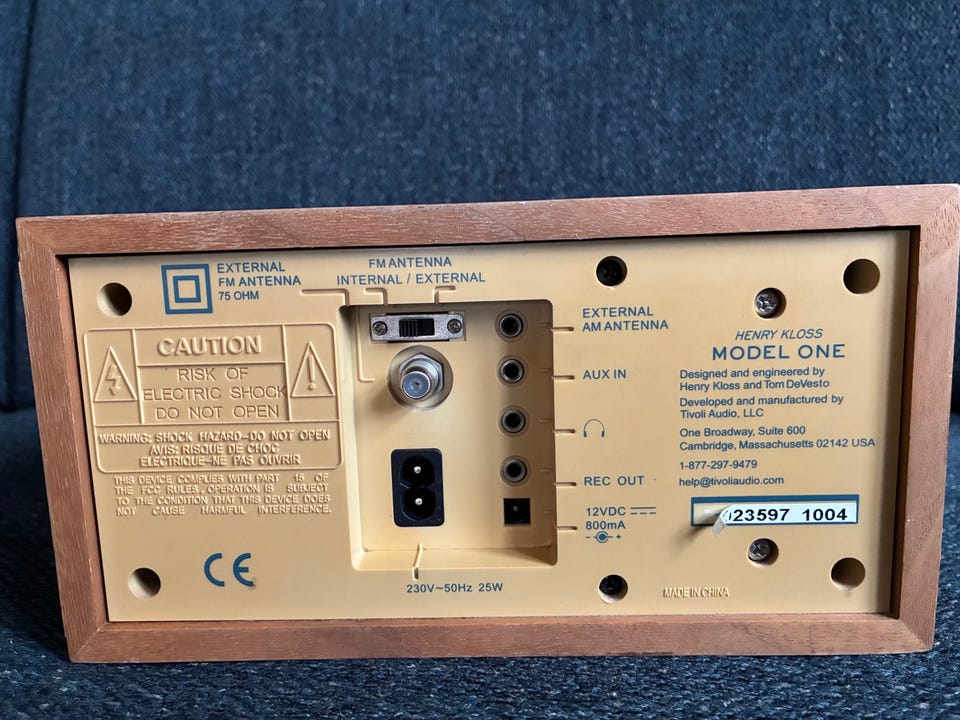 EXTERNAL
FM ANTENNA
75 OHM
FM ANTENNA
INTERNAL / EXTERNAL
CAUTION
RISK OF
ELECTRIC SHOCK
DO NOT OPEN
WARNING: SHOCK HAZARD-DO NOT OPEN
AVIS: RISQUE DE CHOC
ELECTRIQUE-NE PAS OUVRIR
THIS DEVICE COMPLIES WITH PART 15 OF
THE FCC RULES. OPERATION IS SUBJECT
TO THE CONDITION THAT THIS DEVICE DOES
NOT CAUSE HARMFUL INTERFERENCE.
CE
230V~50Hz 25W
EXTERNAL
AM ANTENNA
AUX IN
REC OUT
12VDC
800mA
- +
HENRY KLOSS
MODEL ONE
Designed and engineered by
Henry Kloss and Tom DeVesto
Developed and manufactured by
Tivoli Audio, LLC
One Broadway, Suite 600
Cambridge, Massachusetts 02142 USA
1-877-297-9479
help@tivoliaudio.com
23597 1004
MADE IN CHINA